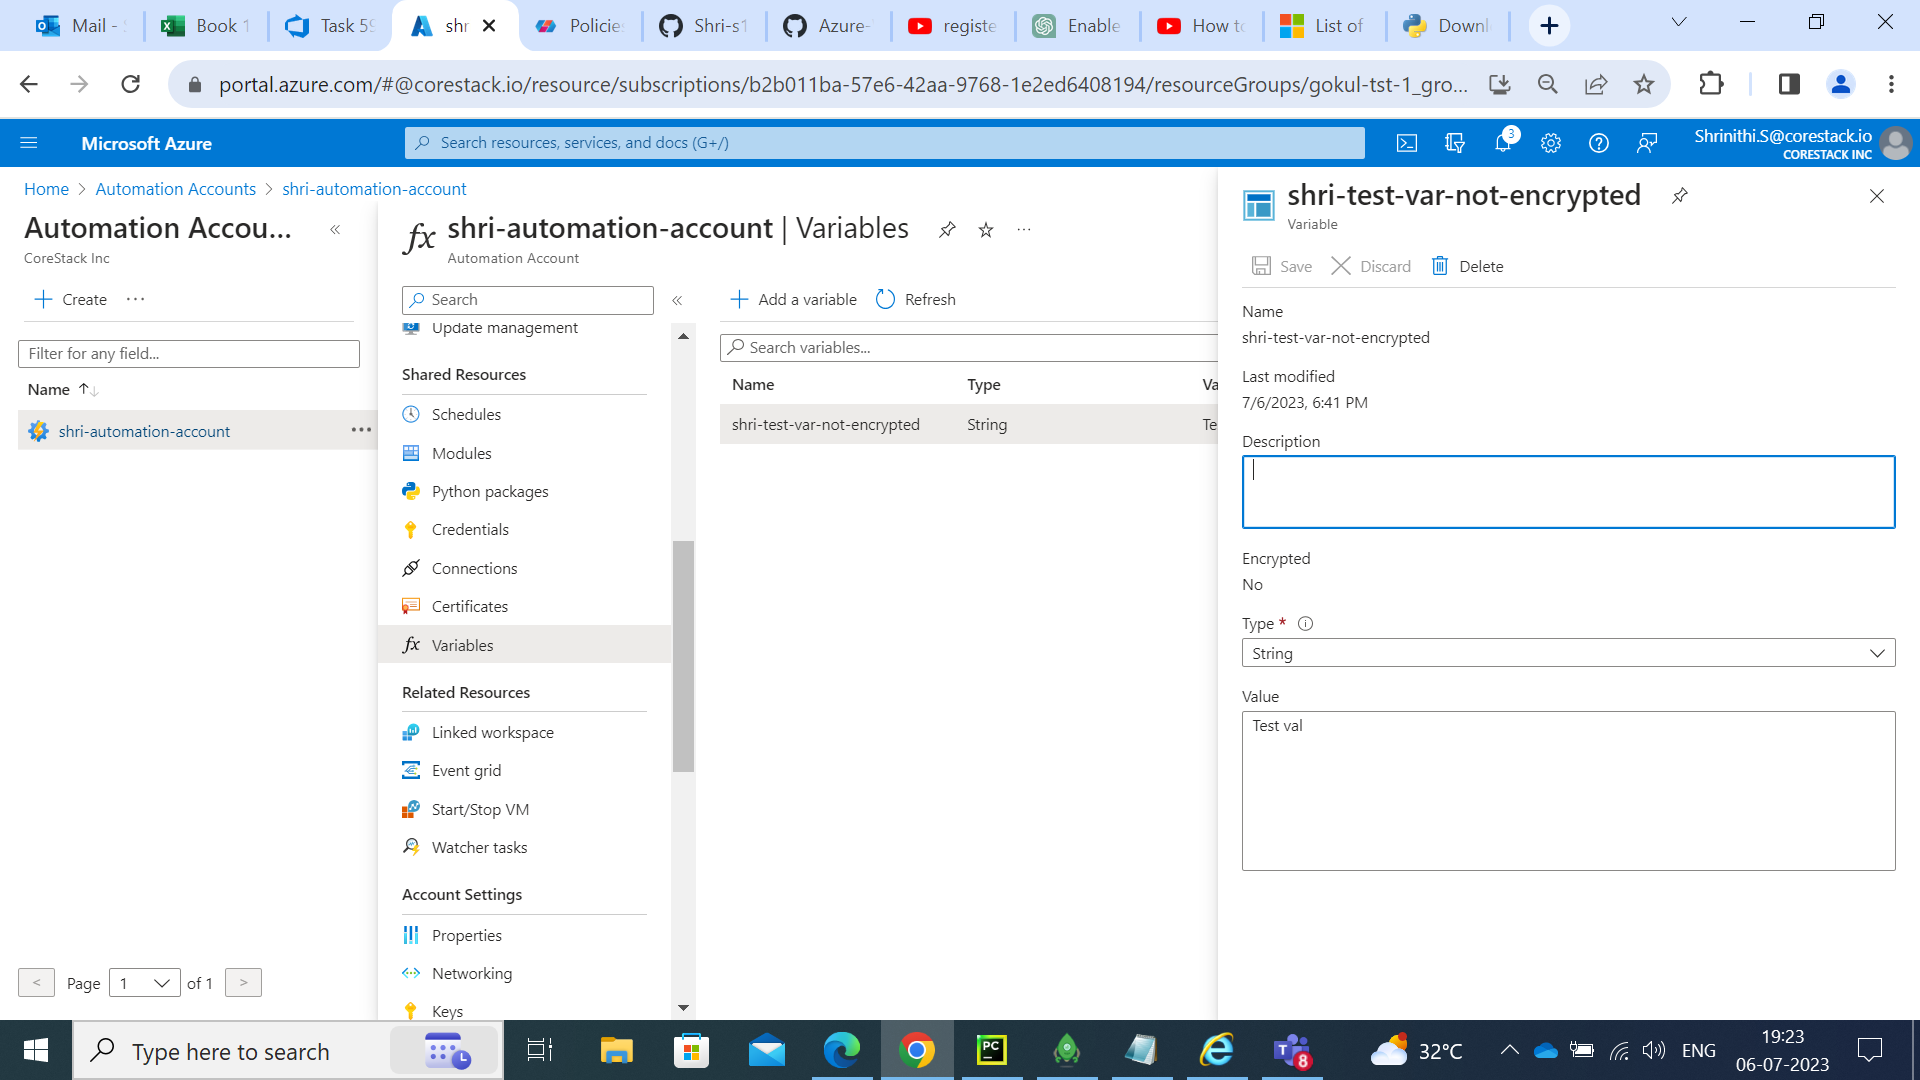 Mail - S
Book 1
Task 59
shr
Policies
Shri-s1
Azure-
registe
Enable
How to
List of
Downl
portal.azure.com/#@corestack.io/resource/subscriptions/b2b011ba-57e6-42aa-9768-1e2ed6408194/resourceGroups/gokul-tst-1_gro...
Microsoft Azure
Search resources, services, and docs (G+/)
3
Shrinithi.S@corestack.io
CORESTACK INC
Home > Automation Accounts > shri-automation-account
Automation Accou...
CoreStack Inc
Create ...
Filter for any field...
Name
shri-automation-account
< Page 1 of 1 >
shri-automation-account | Variables
Automation Account
Search
Update management
Shared Resources
Schedules
Modules
Python packages
Credentials
Connections
Certificates
Variables
Related Resources
Linked workspace
Event grid
Start/Stop VM
Watcher tasks
Account Settings
Properties
Networking
Keys
Add a variable Refresh
Search variables...
Name Type Va
shri-test-var-not-encrypted String Te
shri-test-var-not-encrypted
Variable
Save Discard Delete
Name
shri-test-var-not-encrypted
Last modified
7/6/2023, 6:41 PM
Description
Encrypted
No
Type *
String
Value
Test val
Type here to search
PC
8
32°C
ENG
19:23
06-07-2023